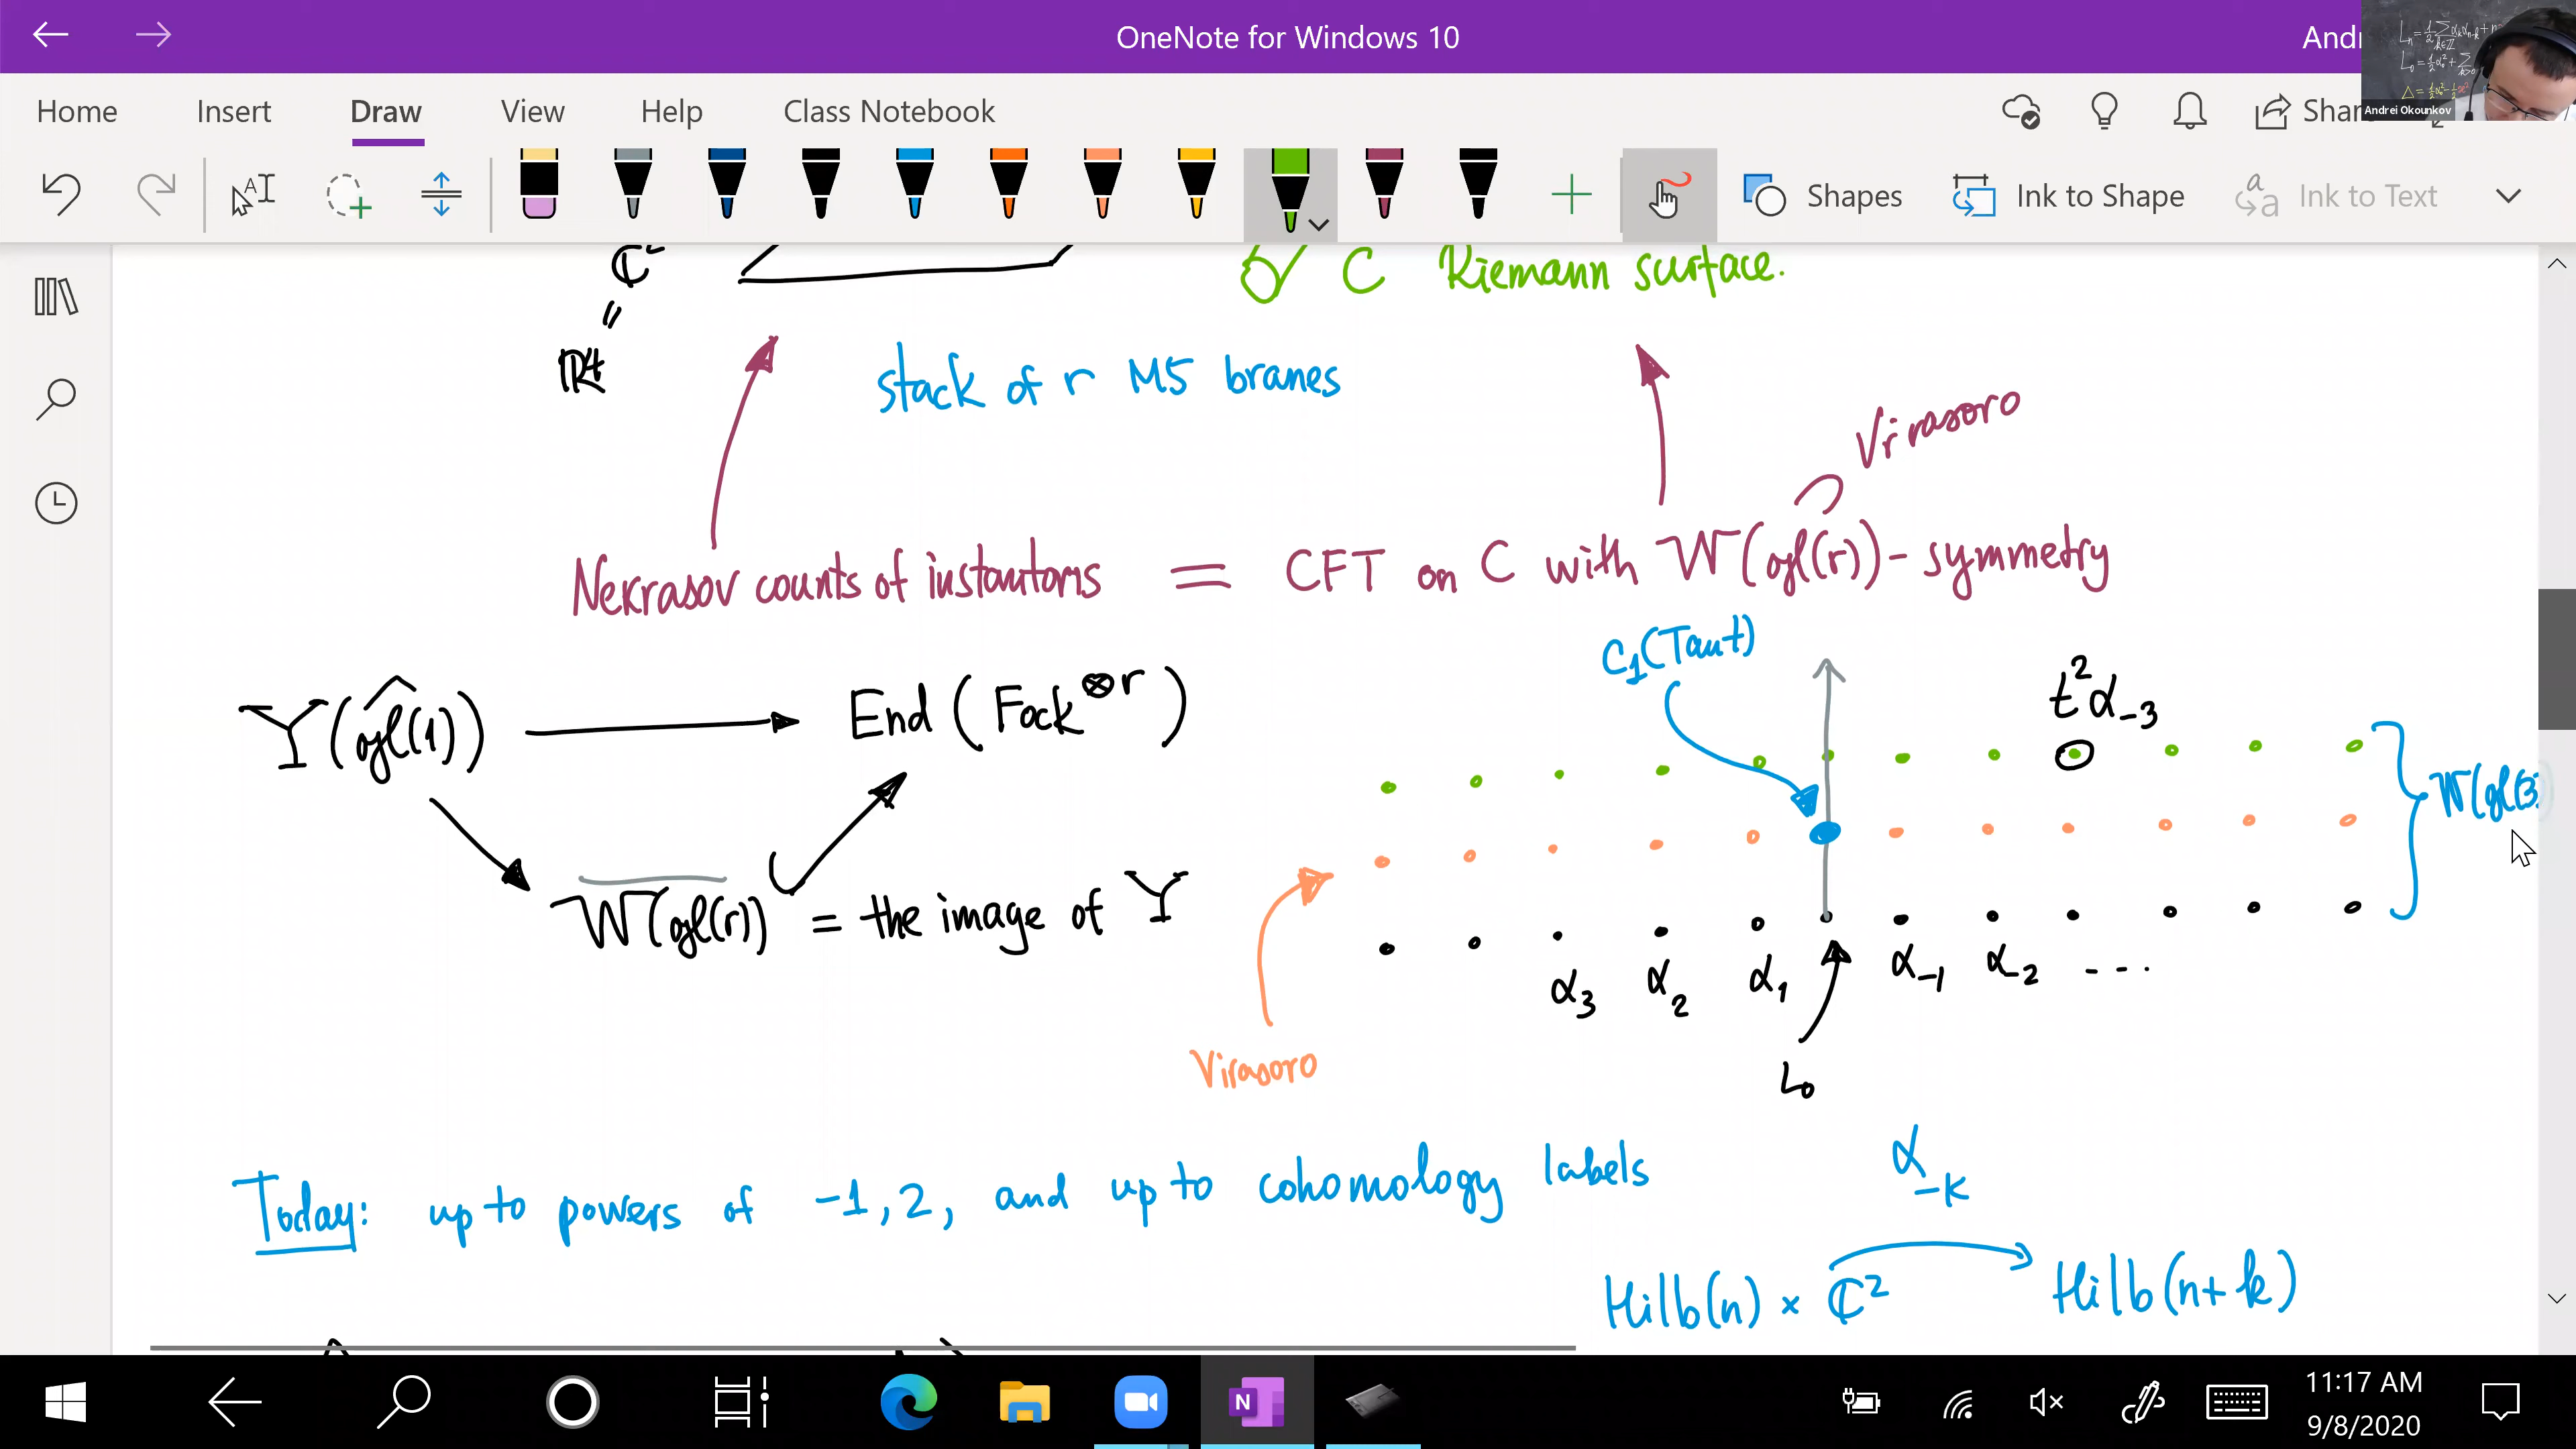 OneNote for Windows 10
Andr
Andrei Okounkov
Home Insert Draw View Help Class Notebook Shar
Shapes Ink to Shape Ink to Text
ℂ² C Riemann surface.
"
ℝ⁴ stack of r M5 branes
Virasoro
Nekrasov counts of instantons = CFT on C with W(gl(r)) - symmetry
C₁(Taut)
Y(ĝl(1)) → End(Fock^⊗r)
t²α₋₃
W(gl(3)
W(gl(r)) = the image of Y
α₃ α₂ α₁ α₋₁ α₋₂ ---.
Virasoro
L₀
Today: up to powers of -1, 2, and up to cohomology labels
α₋ₖ
Hilb(n) × ℂ² → Hilb(n+k)
11:17 AM
9/8/2020